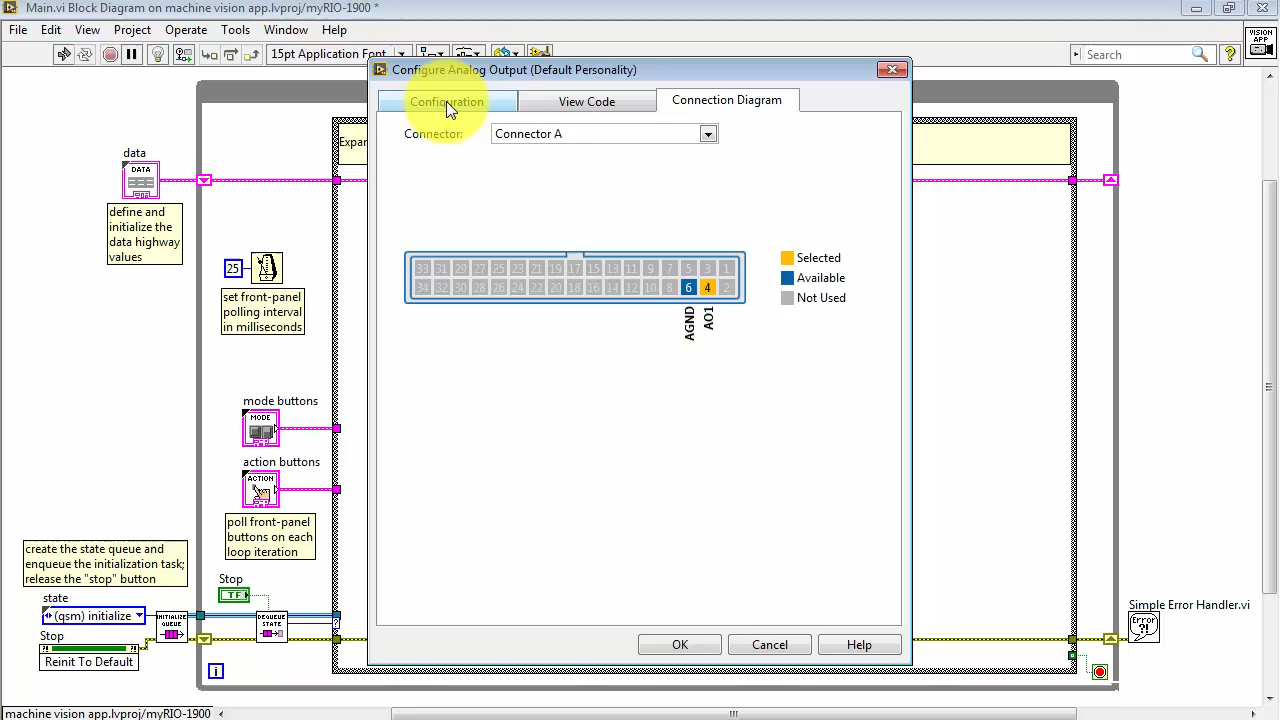 Main.vi Block Diagram on machine vision app.lvproj/myRIO-1900 *
File Edit View Project Operate Tools Window Help
VISION
APP
15pt Application Font
Search
?
Configure Analog Output (Default Personality)
Configuration
View Code
Connection Diagram
Connector:
Connector A
Expan
data
DATA
define and
initialize the
data highway
values
25
set front-panel
polling interval
in milliseconds
33 31 29 27 25 23 21 19 17 15 13 11 9 7 5 3 1
34 32 30 28 26 24 22 20 18 16 14 12 10 8 6 4 2
AGND
AO1
Selected
Available
Not Used
mode buttons
MODE
action buttons
ACTION
poll front-panel
buttons on each
loop iteration
create the state queue and
enqueue the initialization task;
release the "stop" button
Stop
TF
state
(qsm) initialize
INITIALIZE
QUEUE
DEQUEUE
STATE
?
Stop
Reinit To Default
i
Simple Error Handler.vi
Error
?!
OK
Cancel
Help
machine vision app.lvproj/myRIO-1900